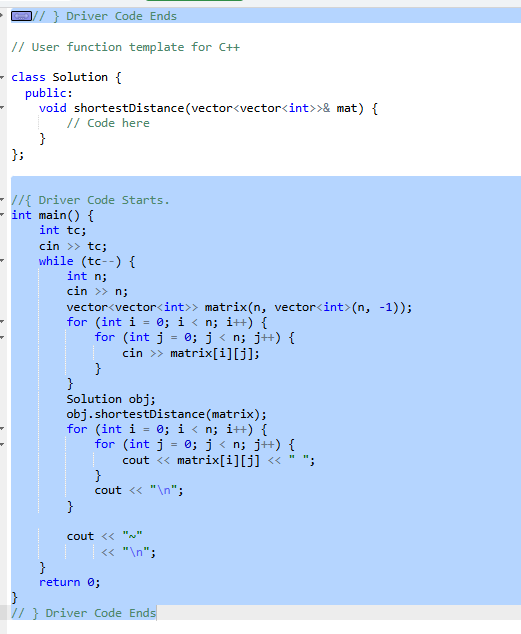 // } Driver Code Ends
// User function template for C++
class Solution {
  public:
    void shortestDistance(vector<vector<int>>& mat) {
        // Code here
    }
};
//{ Driver Code Starts.
int main() {
    int tc;
    cin >> tc;
    while (tc--) {
        int n;
        cin >> n;
        vector<vector<int>> matrix(n, vector<int>(n, -1));
        for (int i = 0; i < n; i++) {
            for (int j = 0; j < n; j++) {
                cin >> matrix[i][j];
            }
        }
        Solution obj;
        obj.shortestDistance(matrix);
        for (int i = 0; i < n; i++) {
            for (int j = 0; j < n; j++) {
                cout << matrix[i][j] << " ";
            }
            cout << "\n";
        }
        cout << "~"
             << "\n";
    }
    return 0;
}
// } Driver Code Ends